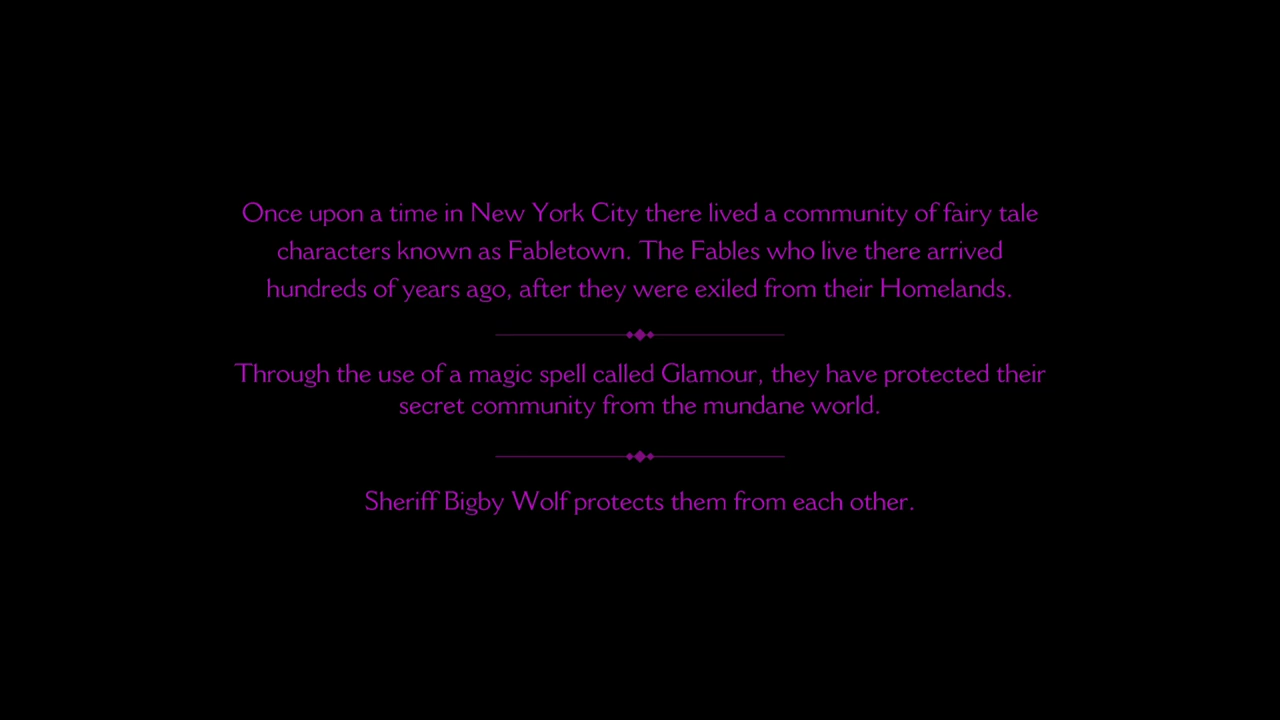 Once upon a time in New York City there lived a community of fairy tale
characters known as Fabletown. The Fables who live there arrived
hundreds of years ago, after they were exiled from their Homelands.
Through the use of a magic spell called Glamour, they have protected their
secret community from the mundane world.
Sheriff Bigby Wolf protects them from each other.